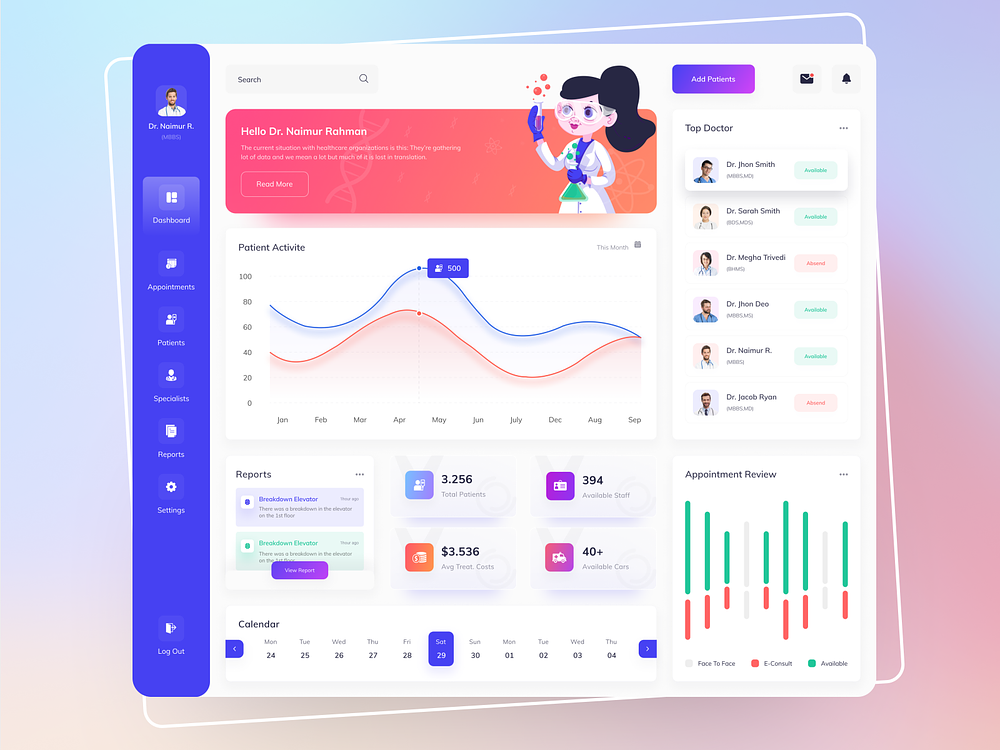 Dr. Naimur R.
(MBBS)
Dashboard
Appointments
Patients
Specialists
Reports
Settings
Log Out
Search
Add Patients
Hello Dr. Naimur Rahman
The current situation with healthcare organizations is this: They're gathering
lot of data and we mean a lot but much of it is lost in translation.
Read More
Patient Activite
This Month
500
100
80
60
40
20
0
Jan Feb Mar Apr May Jun July Dec Aug Sep
Top Doctor
Dr. Jhon Smith
(MBBS,MD)
Available
Dr. Sarah Smith
(BDS,MDS)
Available
Dr. Megha Trivedi
(BHMS)
Absend
Dr. Jhon Deo
(MBBS,MS)
Available
Dr. Naimur R.
(MBBS)
Available
Dr. Jacob Ryan
(MBBS,MD)
Absend
Reports
Breakdown Elevator
1hour ago
There was a breakdown in the elevator
on the 1st floor
Breakdown Elevator
1hour ago
There was a breakdown in the elevator
on the 1st floor
View Report
3.256
Total Patients
394
Available Staff
$3.536
Avg Treat. Costs
40+
Available Cars
Calendar
Mon Tue Wed Thu Fri Sat Sun Mon Tue Wed Thu
24 25 26 27 28 29 30 01 02 03 04
Appointment Review
Face To Face E-Consult Available